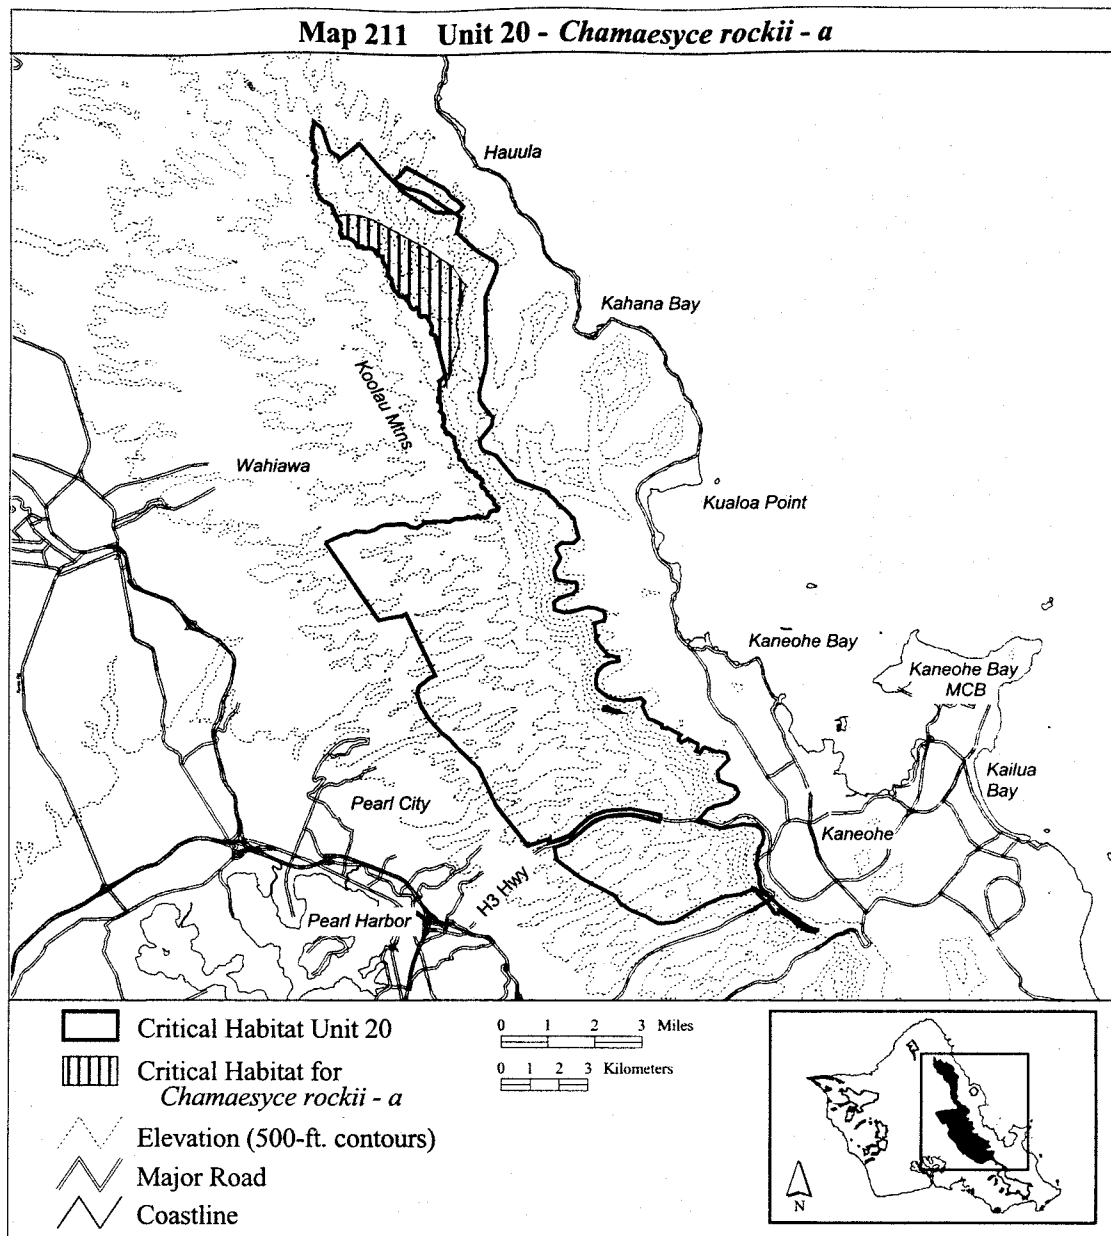 Map 211 Unit 20 - Chamaesyce rockii - a
Hauula
Kahana Bay
Koolau Mtns.
Wahiawa
Kualoa Point
Kaneohe Bay
Kaneohe Bay
MCB
Kailua
Bay
Pearl City
Kaneohe
H3 Hwy
Pearl Harbor
Critical Habitat Unit 20
Critical Habitat for
Chamaesyce rockii - a
Elevation (500-ft. contours)
Major Road
Coastline
0 1 2 3 Miles
0 1 2 3 Kilometers
N